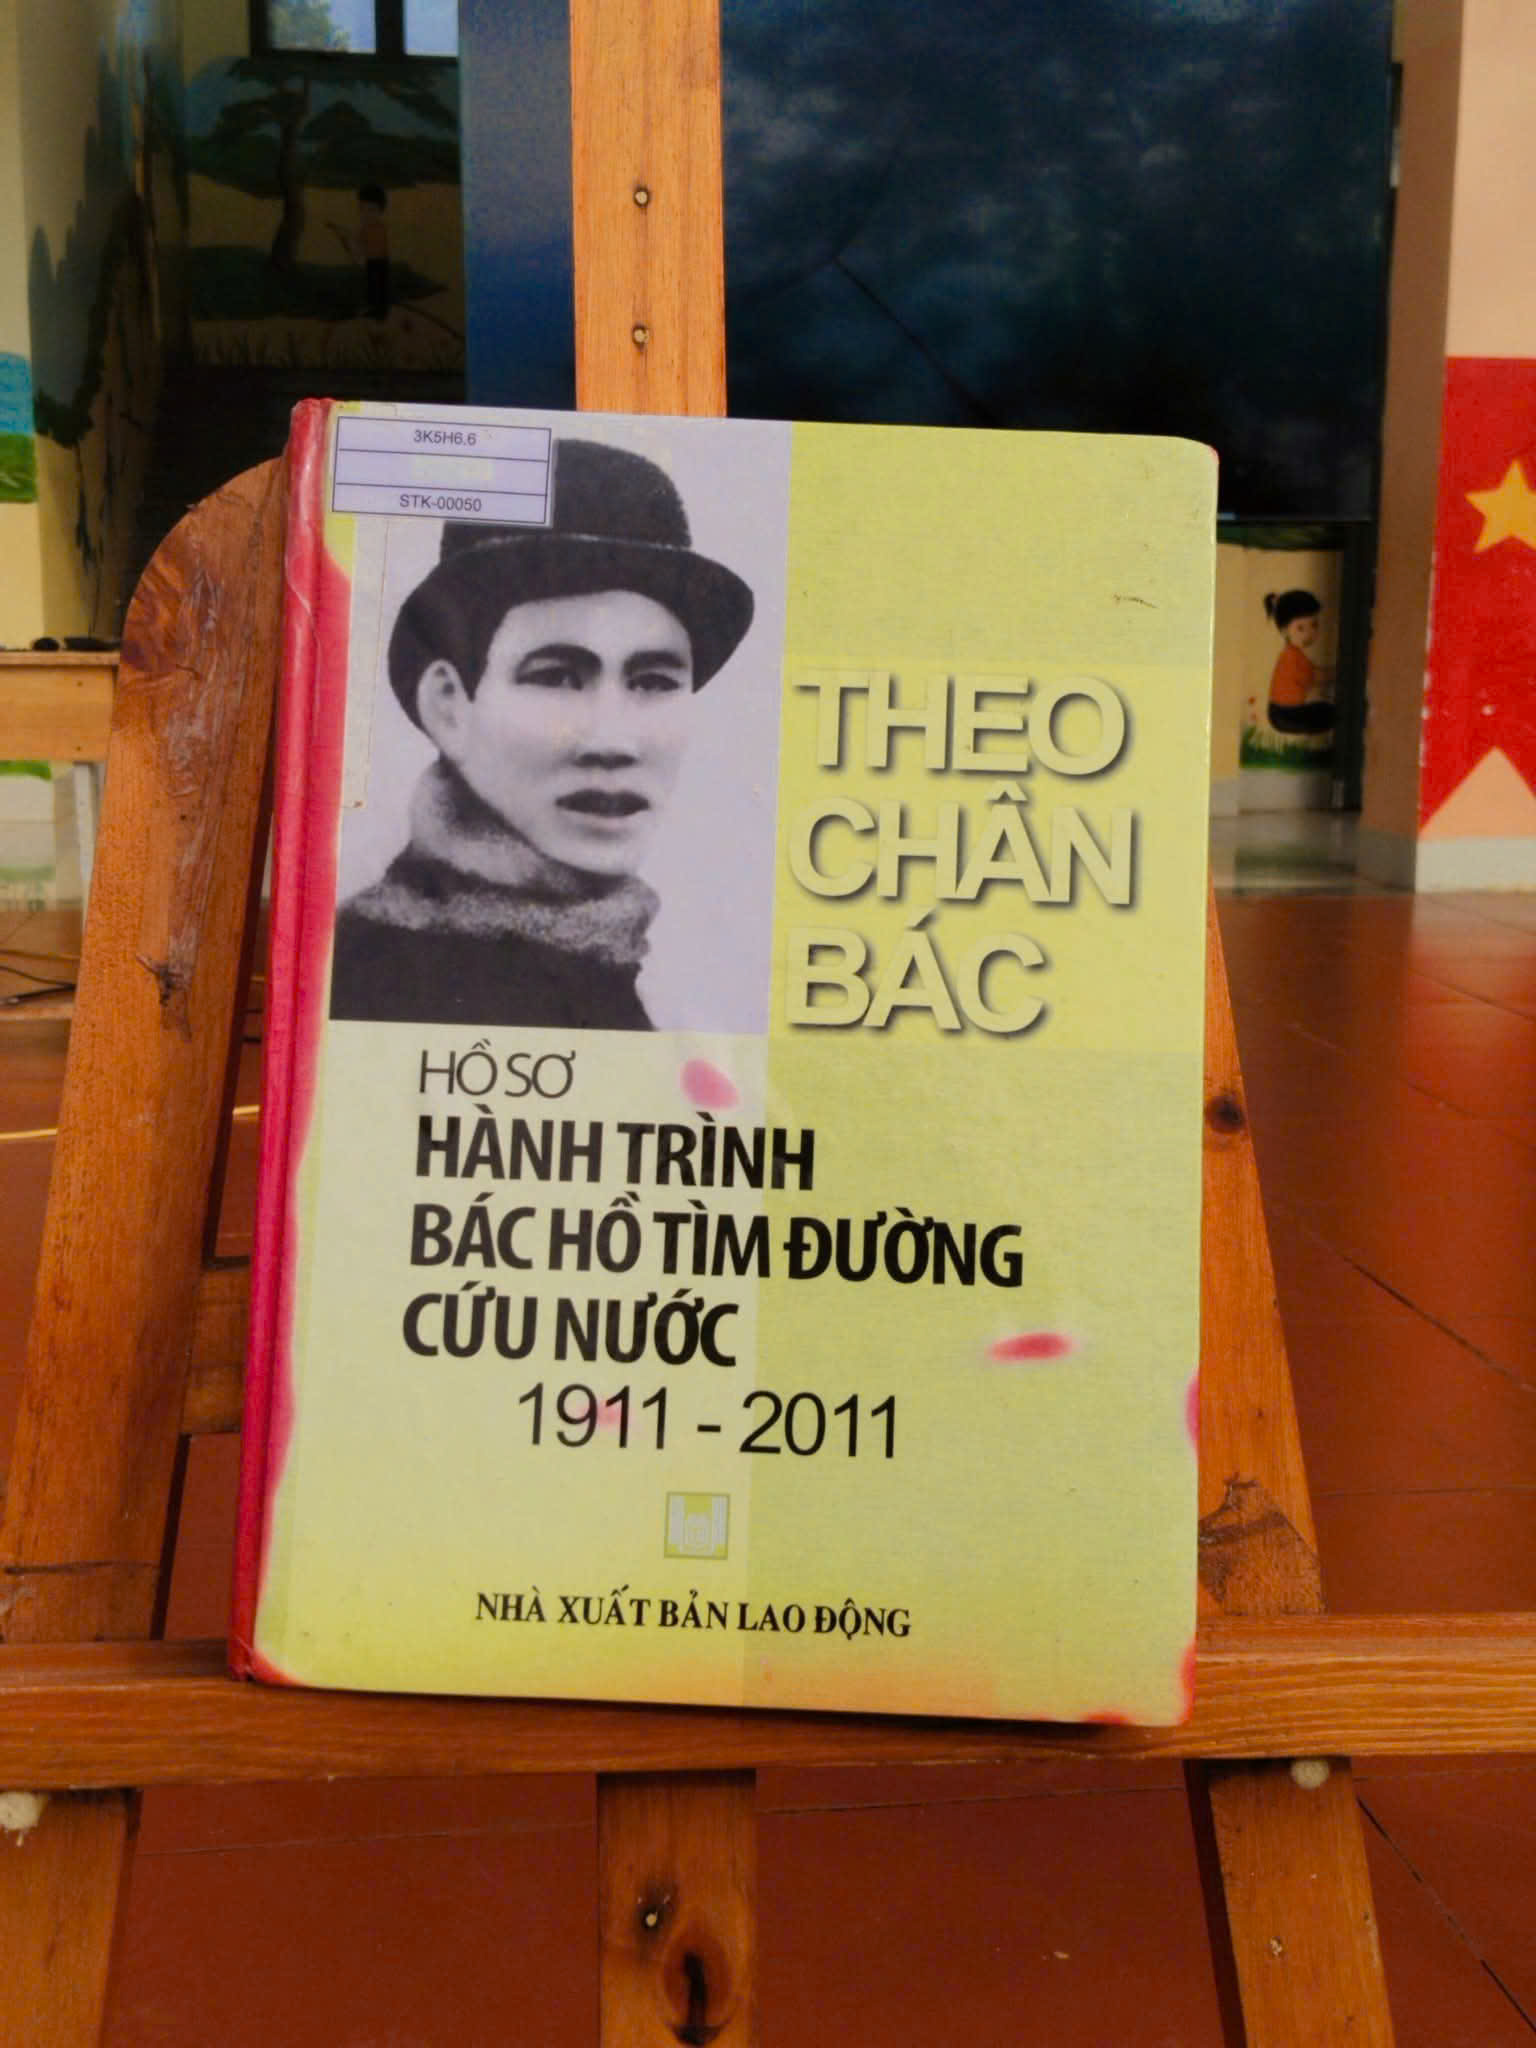 3K5H6.6
STK-00050
THEO
CHÂN
BÁC
HỒ SƠ
HÀNH TRÌNH
BÁC HỒ TÌM ĐƯỜNG
CỨU NƯỚC
1911 - 2011
NHÀ XUẤT BẢN LAO ĐỘNG